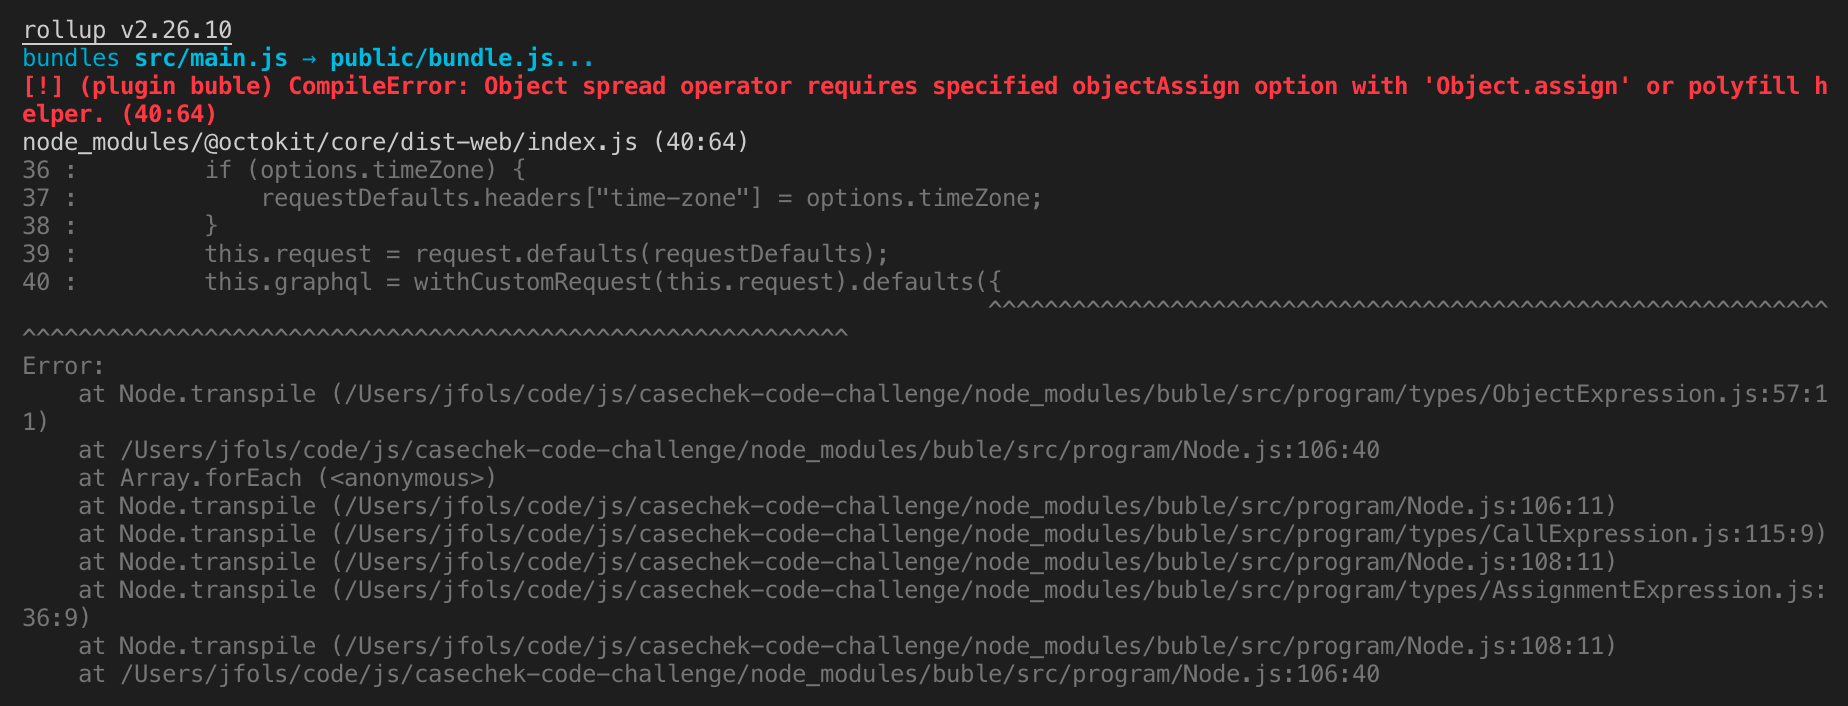 rollup v2.26.10
bundles src/main.js → public/bundle.js...
[!] (plugin buble) CompileError: Object spread operator requires specified objectAssign option with 'Object.assign' or polyfill h
elper. (40:64)
node_modules/@octokit/core/dist-web/index.js (40:64)
36 :         if (options.timeZone) {
37 :             requestDefaults.headers["time-zone"] = options.timeZone;
38 :         }
39 :         this.request = request.defaults(requestDefaults);
40 :         this.graphql = withCustomRequest(this.request).defaults({
                                                                     ^^^^^^^^^^^^^^^^^^^^^^^^^^^^^^^^^^^^^^^^^^^^^^^^^^^^^^^^^^^^
^^^^^^^^^^^^^^^^^^^^^^^^^^^^^^^^^^^^^^^^^^^^^^^^^^^^^^^^^^^
Error:
    at Node.transpile (/Users/jfols/code/js/casechek-code-challenge/node_modules/buble/src/program/types/ObjectExpression.js:57:1
1)
    at /Users/jfols/code/js/casechek-code-challenge/node_modules/buble/src/program/Node.js:106:40
    at Array.forEach (<anonymous>)
    at Node.transpile (/Users/jfols/code/js/casechek-code-challenge/node_modules/buble/src/program/Node.js:106:11)
    at Node.transpile (/Users/jfols/code/js/casechek-code-challenge/node_modules/buble/src/program/types/CallExpression.js:115:9)
    at Node.transpile (/Users/jfols/code/js/casechek-code-challenge/node_modules/buble/src/program/Node.js:108:11)
    at Node.transpile (/Users/jfols/code/js/casechek-code-challenge/node_modules/buble/src/program/types/AssignmentExpression.js:
36:9)
    at Node.transpile (/Users/jfols/code/js/casechek-code-challenge/node_modules/buble/src/program/Node.js:108:11)
    at /Users/jfols/code/js/casechek-code-challenge/node_modules/buble/src/program/Node.js:106:40